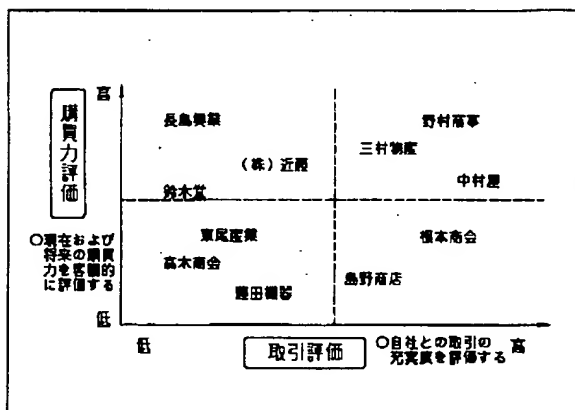 高
購買力評価
長島興業
野村商事
三村物産
(株)近藤
中村屋
鈴木堂
○現在および
将来の購買
力を客観的
に評価する
東尾産業
根本商会
高木商会
島野商店
藤田機器
低
低
取引評価
○自社との取引の
充実度を評価する
高